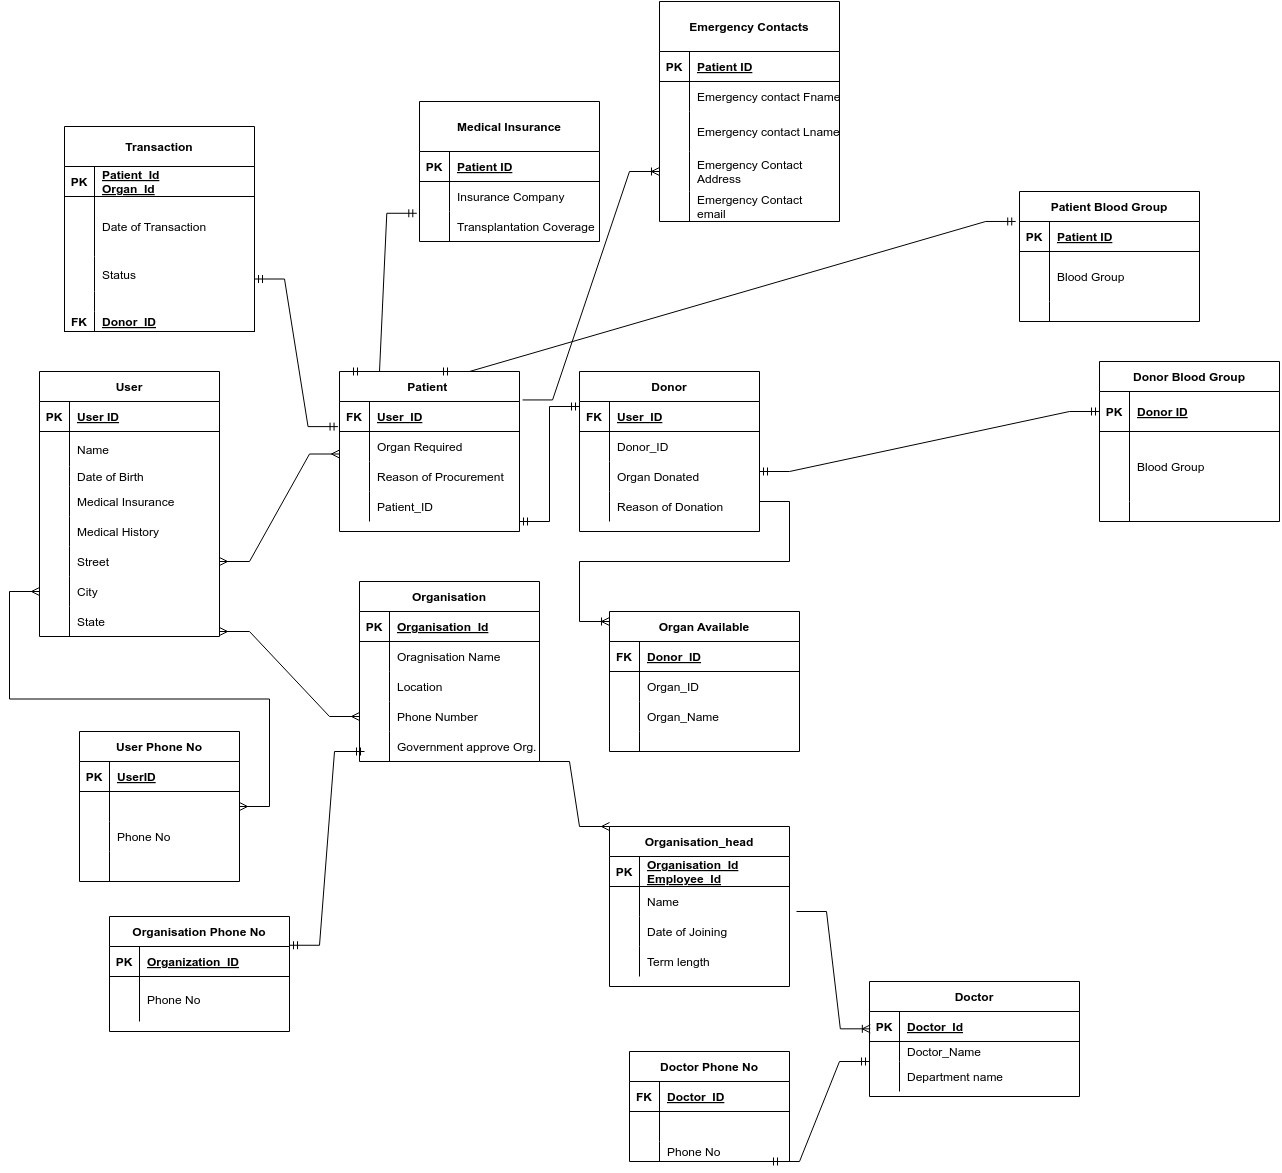 Emergency Contacts
PK Patient ID
Emergency contact Fname
Emergency contact Lname
Emergency Contact
Address
Emergency Contact
email
Medical Insurance
PK Patient ID
Insurance Company
Transplantation Coverage
Transaction
PK Patient_Id
Organ_Id
Date of Transaction
Status
FK Donor_ID
Patient Blood Group
PK Patient ID
Blood Group
User
PK User ID
Name
Date of Birth
Medical Insurance
Medical History
Street
City
State
Patient
FK User_ID
Organ Required
Reason of Procurement
Patient_ID
Donor
FK User_ID
Donor_ID
Organ Donated
Reason of Donation
Donor Blood Group
PK Donor ID
Blood Group
Organisation
PK Organisation_Id
Oragnisation Name
Location
Phone Number
Government approve Org.
Organ Available
FK Donor_ID
Organ_ID
Organ_Name
User Phone No
PK UserID
Phone No
Organisation_head
PK Organisation_Id
Employee_Id
Name
Date of Joining
Term length
Organisation Phone No
PK Organization_ID
Phone No
Doctor
PK Doctor_Id
Doctor_Name
Department name
Doctor Phone No
FK Doctor_ID
Phone No